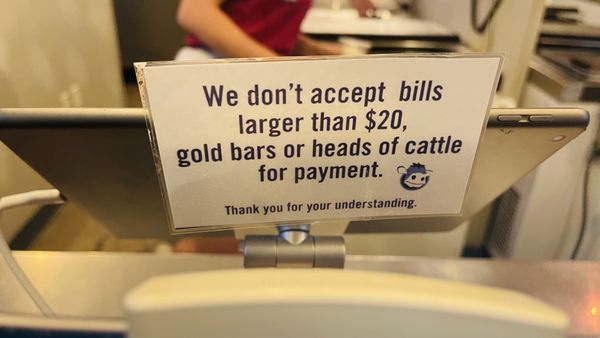 We don't accept bills
larger than $20,
gold bars or heads of cattle
for payment.
Thank you for your understanding.